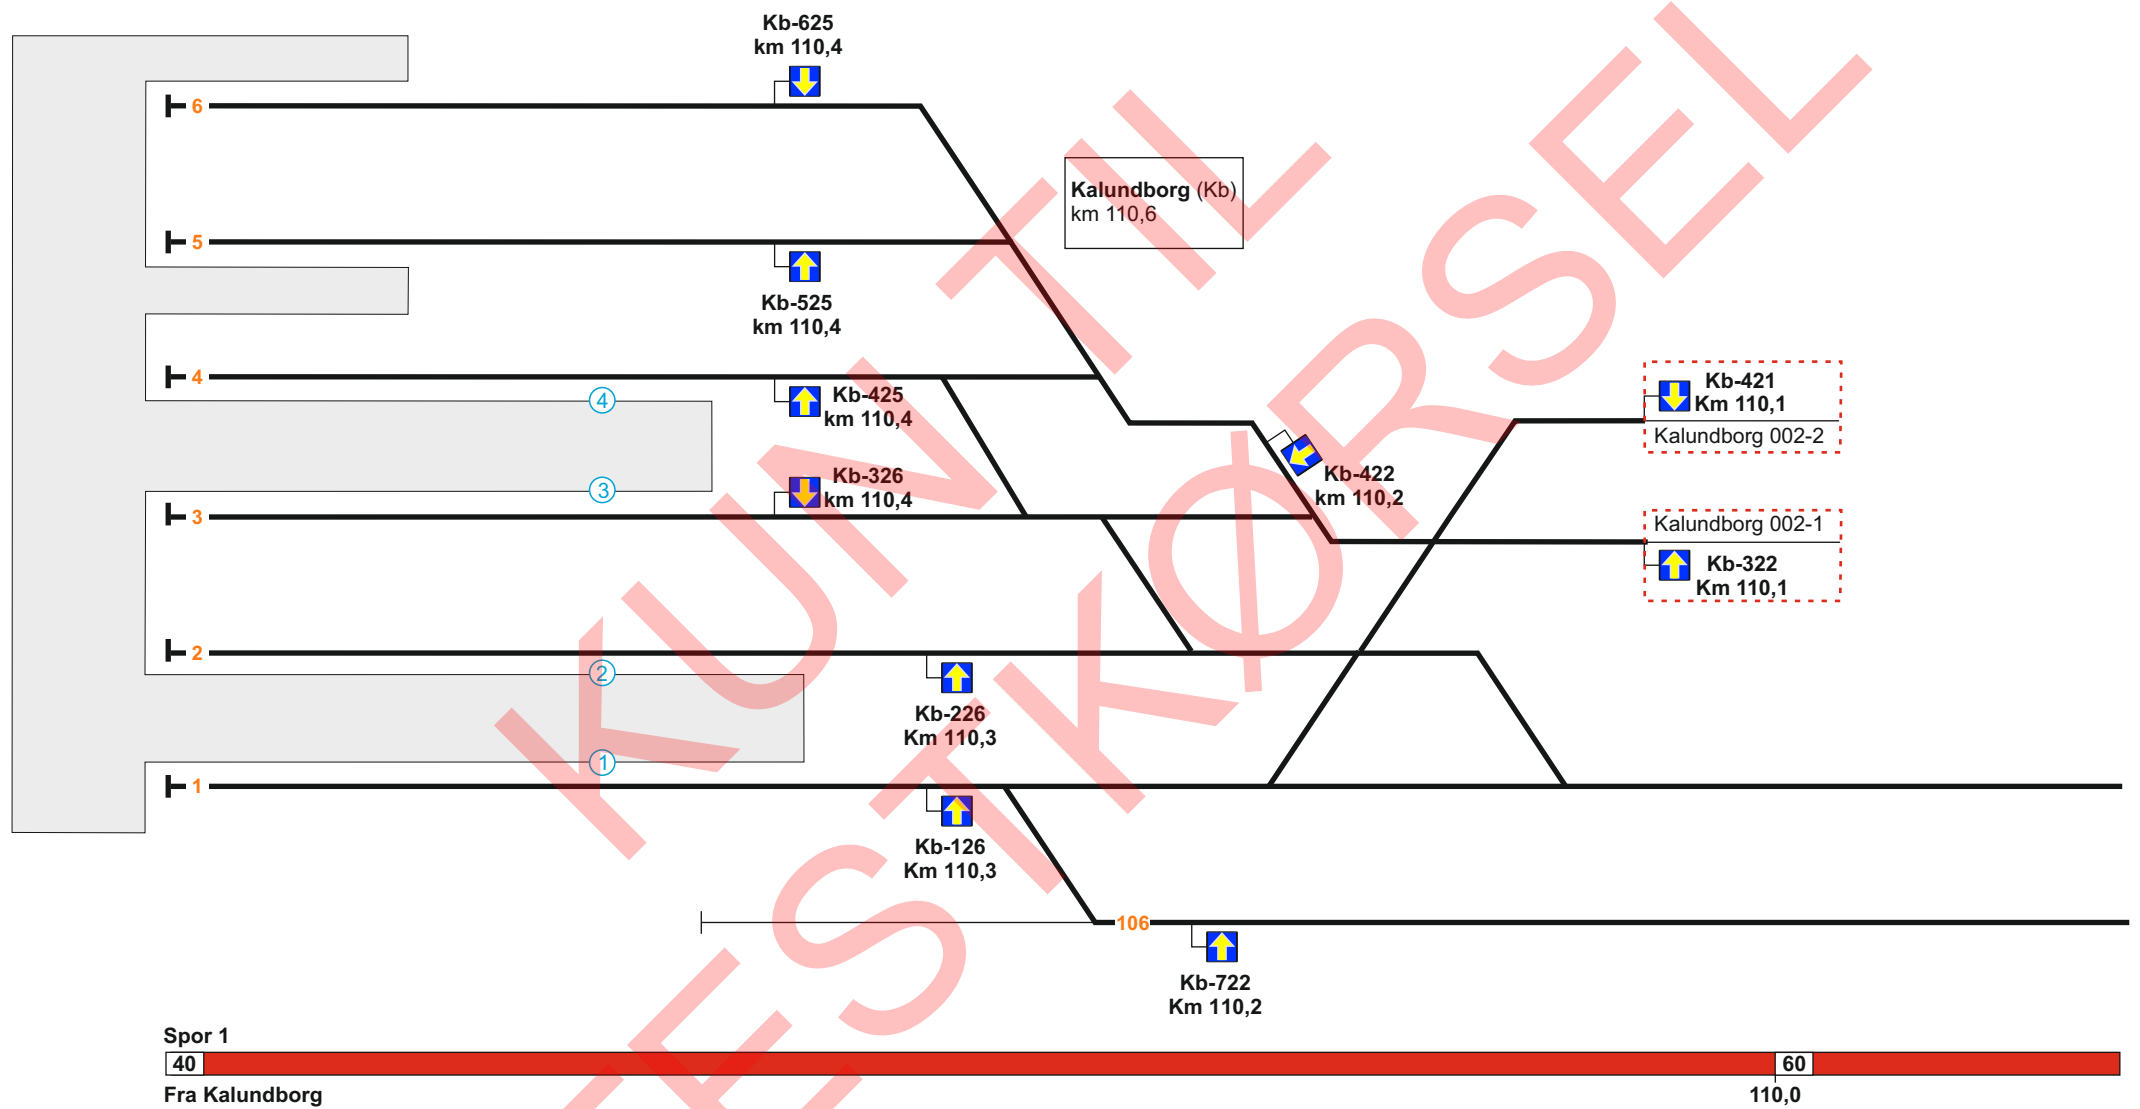 Kb-625
km 110,4
6
Kalundborg (Kb)
km 110,6
5
Kb-525
km 110,4
4
4
Kb-425
km 110,4
Kb-421
Km 110,1
Kalundborg 002-2
Kb-422
km 110,2
3
Kb-326
km 110,4
3
Kalundborg 002-1
Kb-322
Km 110,1
2
2
Kb-226
Km 110,3
1
1
Kb-126
Km 110,3
106
Kb-722
Km 110,2
Spor 1
40
60
Fra Kalundborg
110,0
KUN TIL
ESTKØRSEL